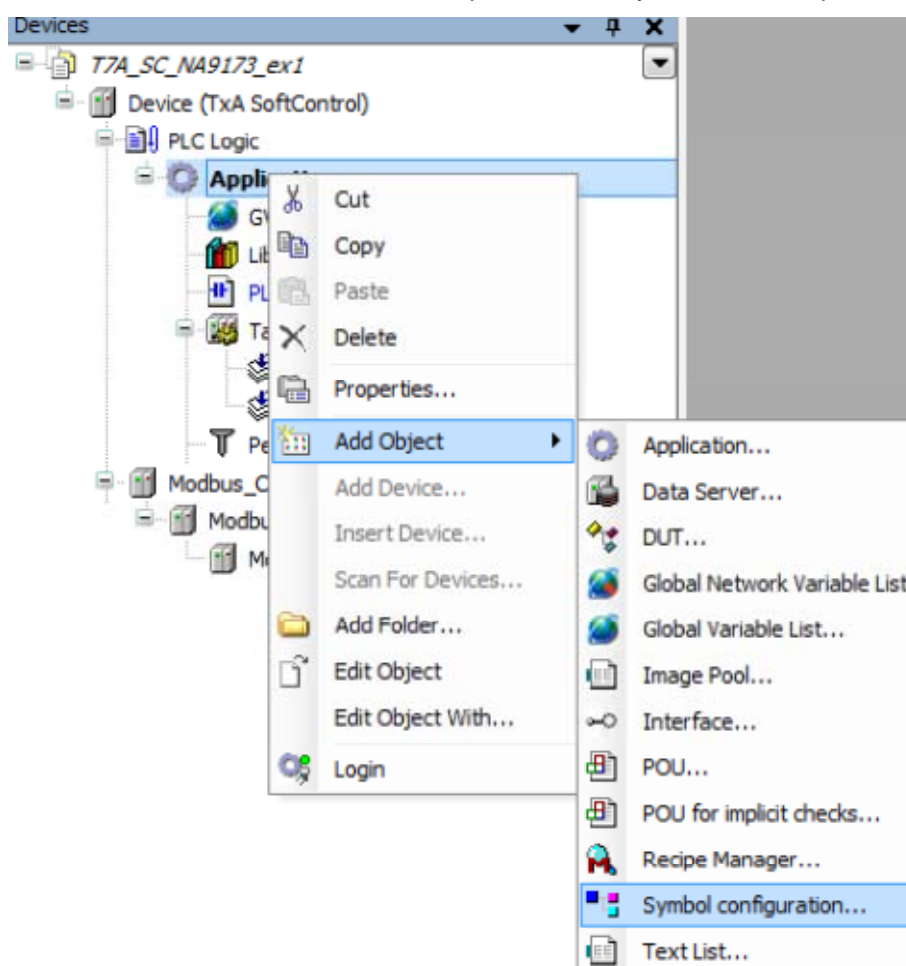 Devices
T7A_SC_NA9173_ex1
Device (TxA SoftControl)
PLC Logic
Cut
Copy
Paste
Delete
Properties...
Add Object
Add Device...
Insert Device...
Scan For Devices...
Add Folder...
Edit Object
Edit Object With...
Login
Application...
Data Server...
DUT...
Global Network Variable List
Global Variable List...
Image Pool...
Interface...
POU...
POU for implicit checks...
Recipe Manager...
Symbol configuration...
Text List...